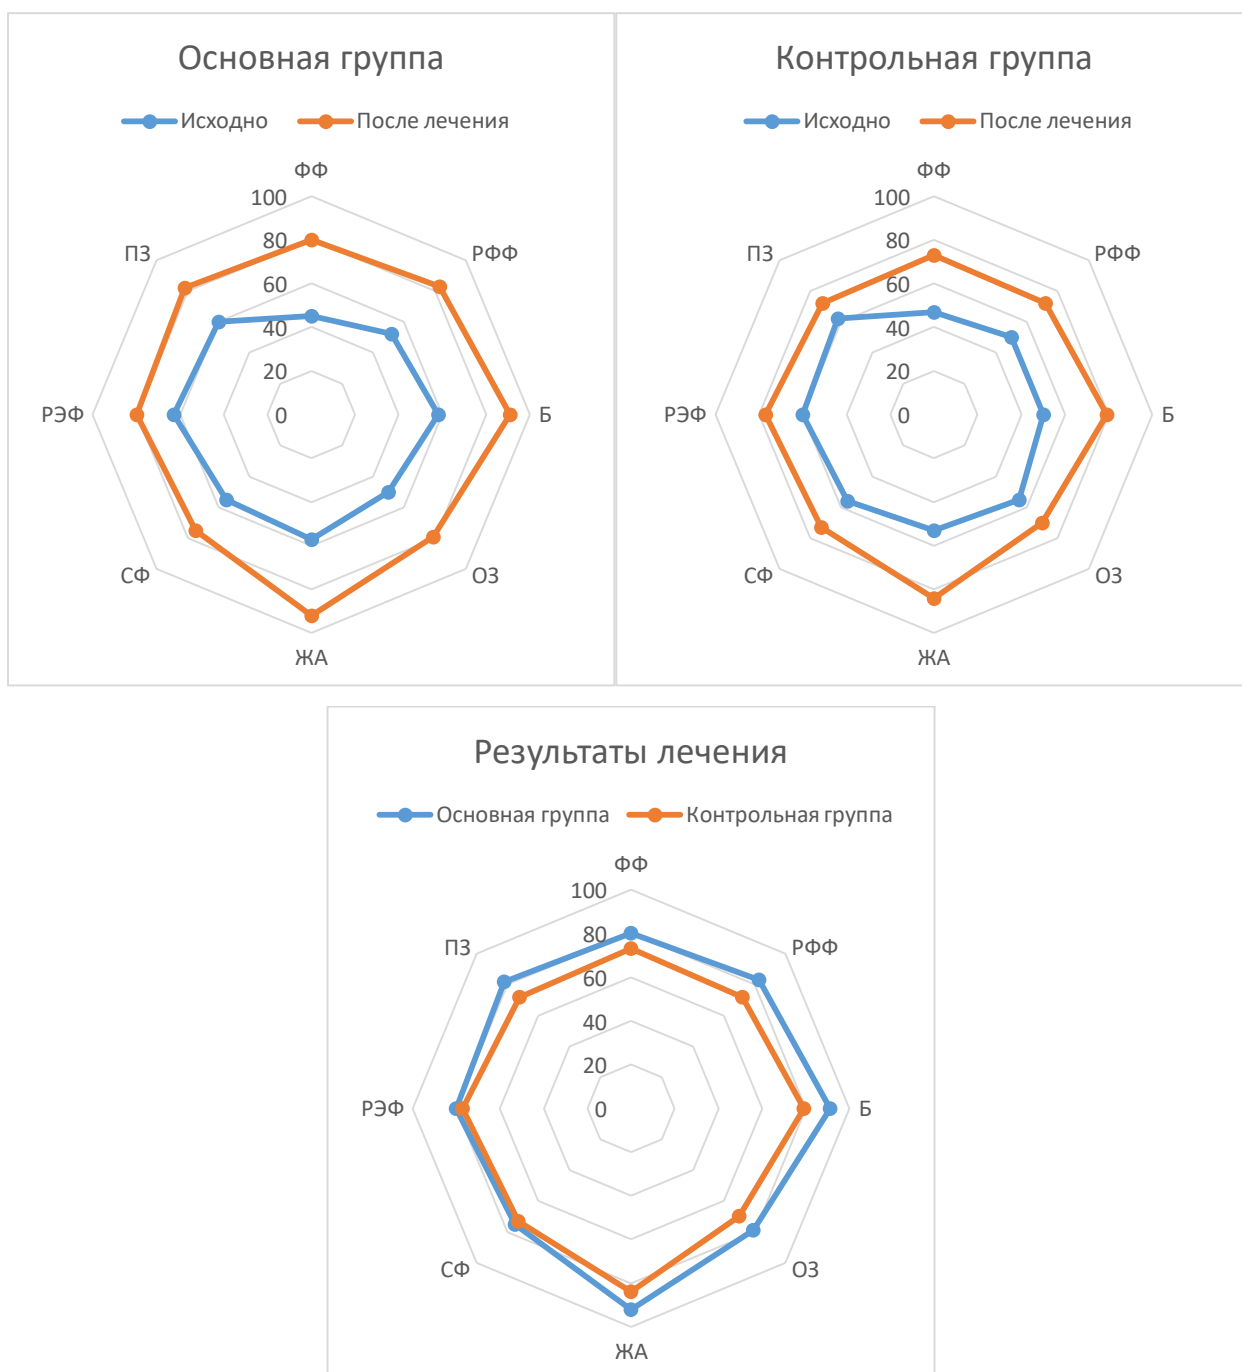 Основная группа
Исходно После лечения
ФФ
100
80
60
40
20
0
РФФ
Б
ОЗ
ЖА
СФ
РЭФ
ПЗ
Контрольная группа
Исходно После лечения
ФФ
100
80
60
40
20
0
РФФ
Б
ОЗ
ЖА
СФ
РЭФ
ПЗ
Результаты лечения
Основная группа Контрольная группа
ФФ
100
80
60
40
20
0
РФФ
Б
ОЗ
ЖА
СФ
РЭФ
ПЗ